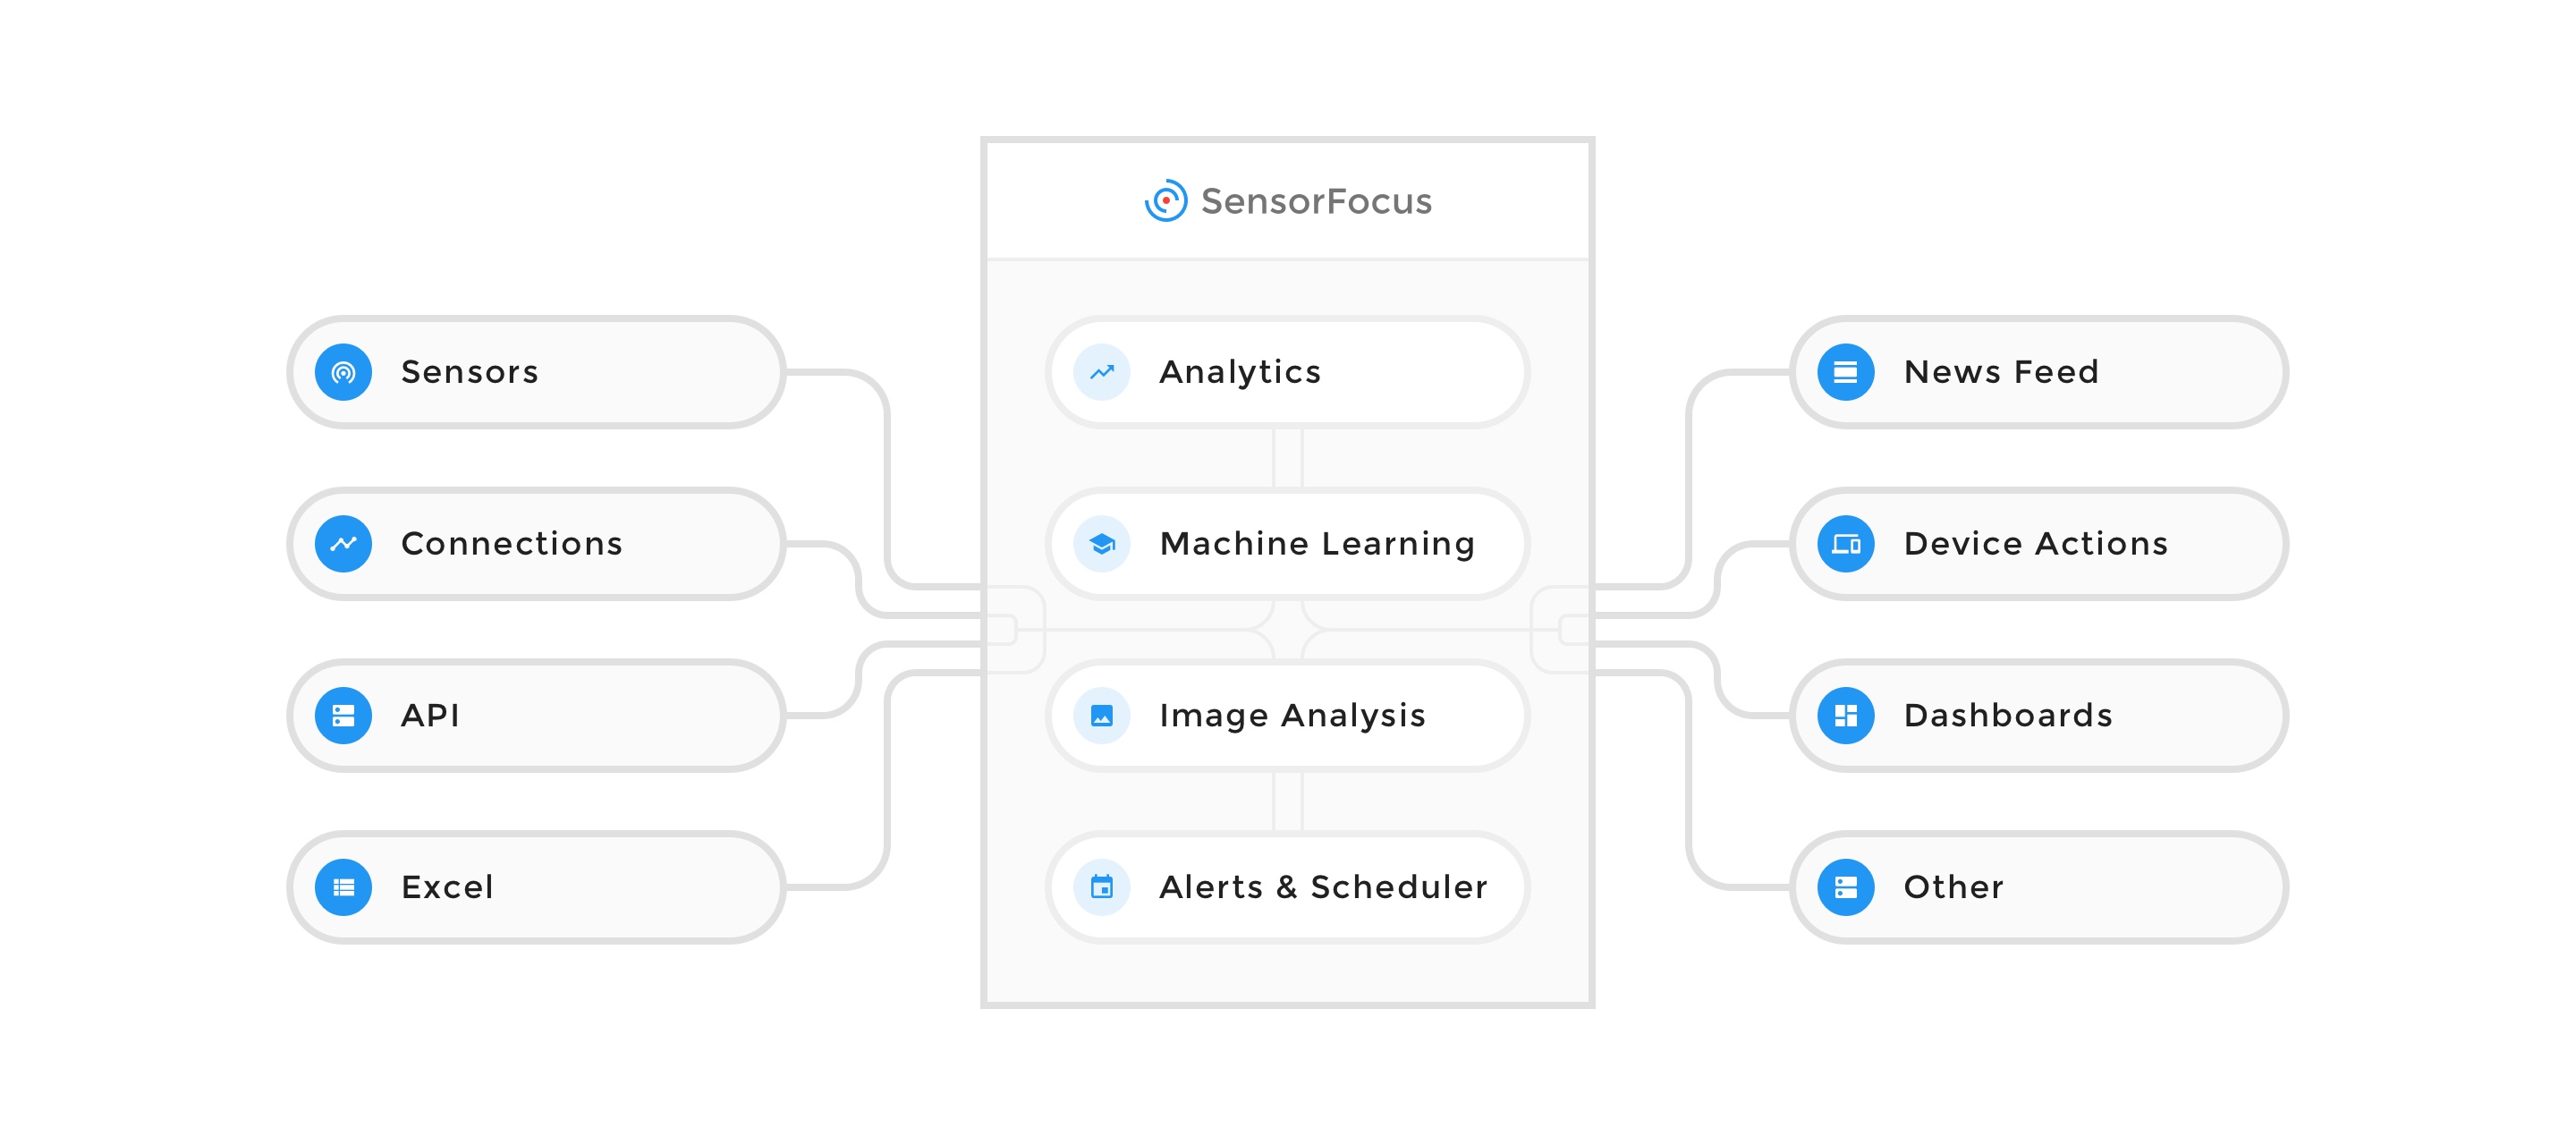 SensorFocus
Sensors
Connections
API
Excel
Analytics
Machine Learning
Image Analysis
Alerts & Scheduler
News Feed
Device Actions
Dashboards
Other